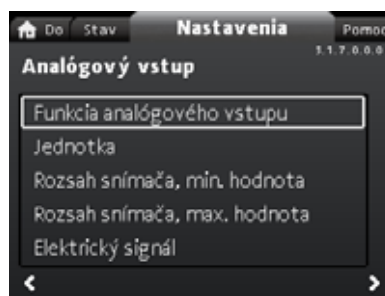 Do Stav Nastavenia Pomoc
3.1.7.0.0.0
Analógový vstup
Funkcia analógového vstupu
Jednotka
Rozsah snímača, min. hodnota
Rozsah snímača, max. hodnota
Elektrický signál